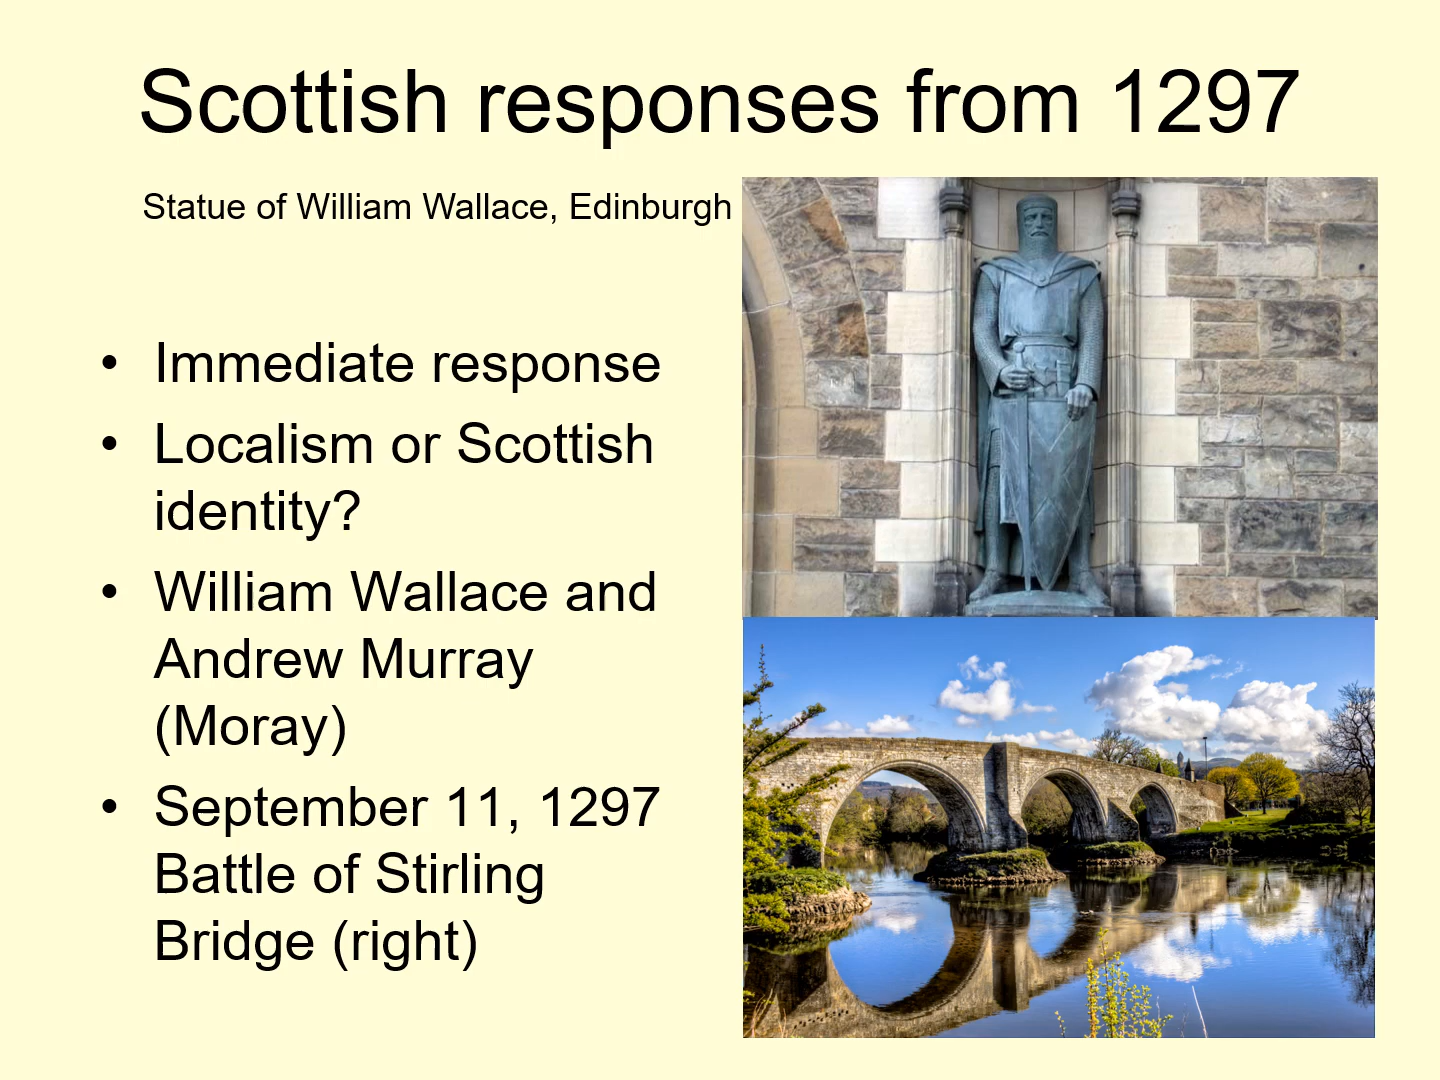 Scottish responses from 1297
Statue of William Wallace, Edinburgh
• Immediate response
• Localism or Scottish
identity?
• William Wallace and
Andrew Murray
(Moray)
• September 11, 1297
Battle of Stirling
Bridge (right)